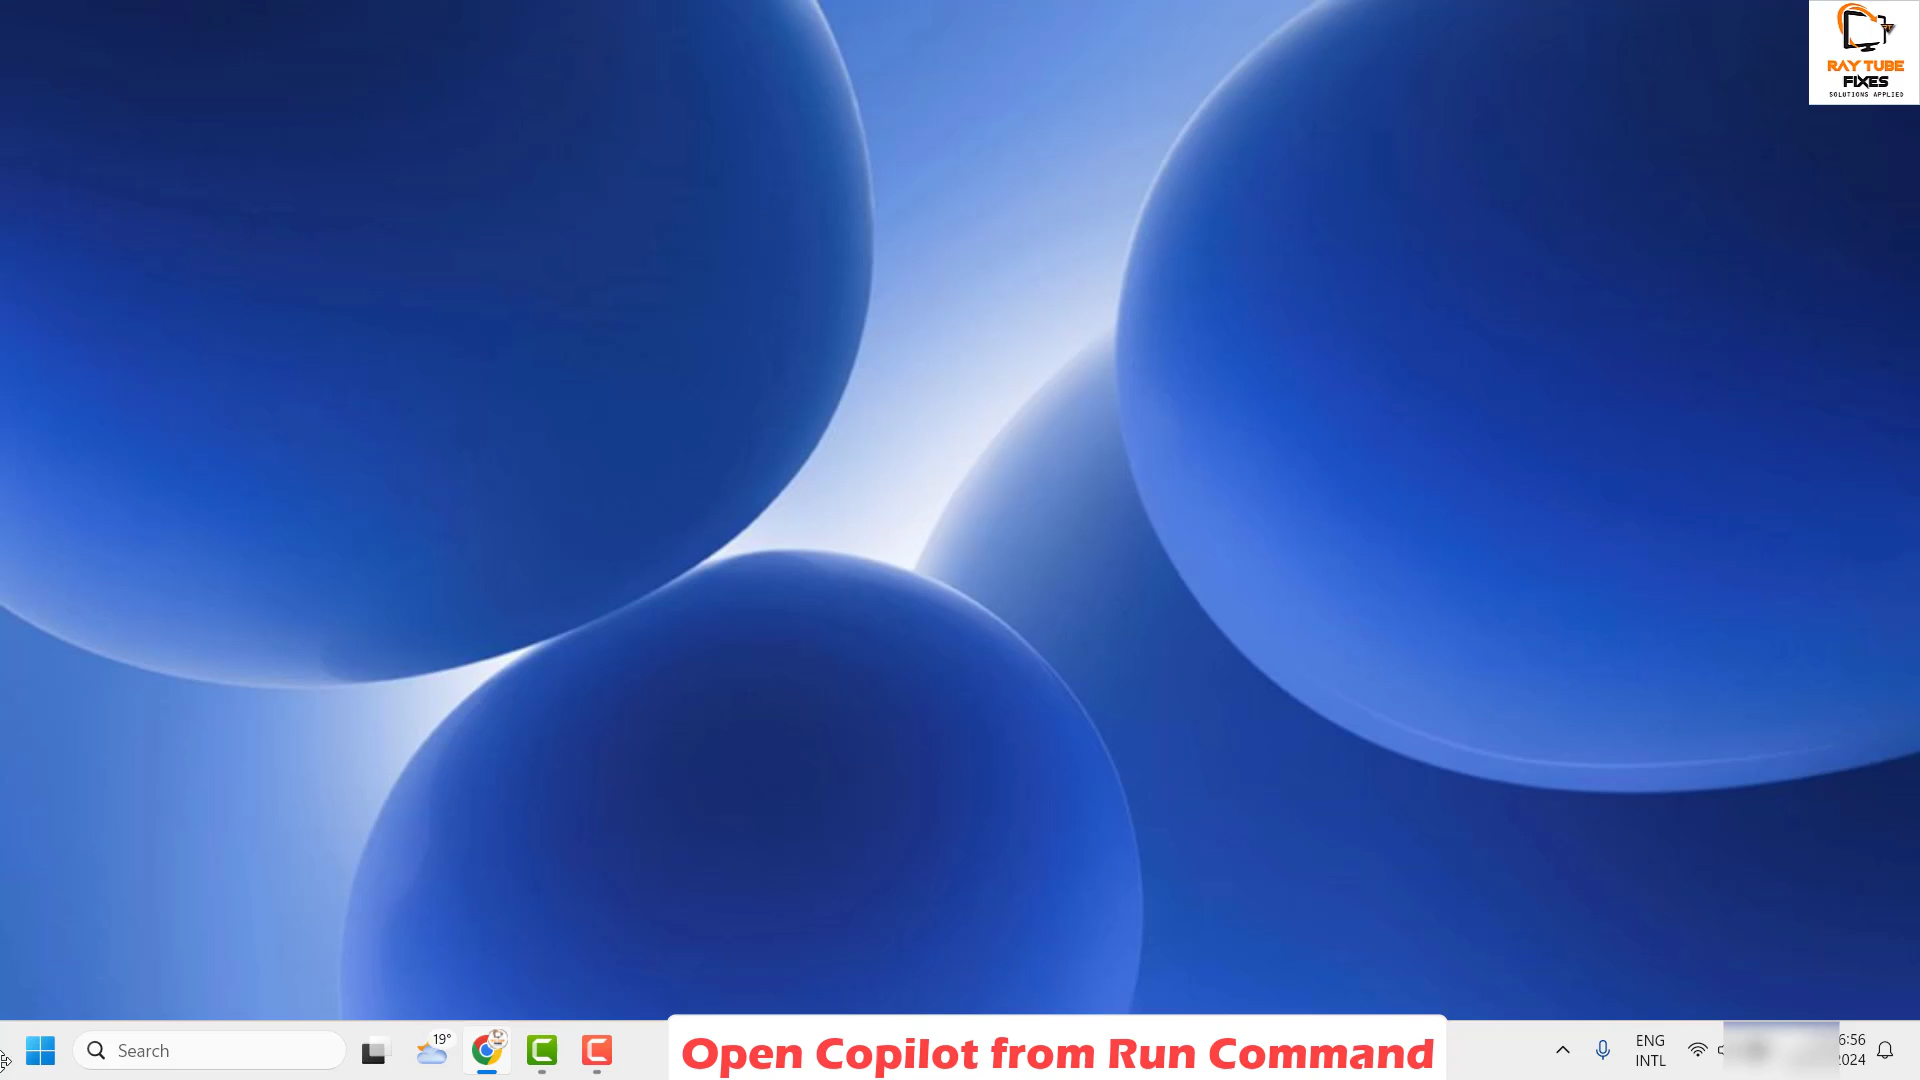 RAY TUBE
FIXES
SOLUTIONS APPLIED
Search
19°
Open Copilot from Run Command
ENG
INTL
6:56
2024